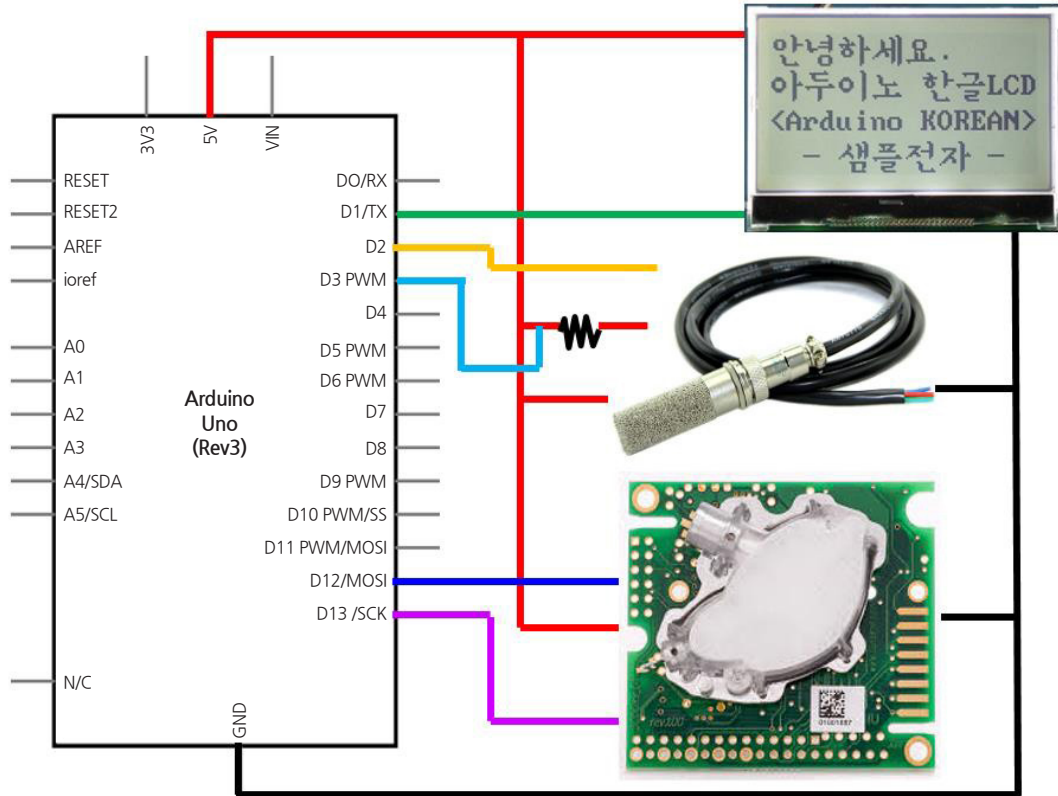 3V3
5V
VIN
RESET
RESET2
AREF
ioref
A0
A1
A2
A3
A4/SDA
A5/SCL
N/C
Arduino
Uno
(Rev3)
DO/RX
D1/TX
D2
D3 PWM
D4
D5 PWM
D6 PWM
D7
D8
D9 PWM
D10 PWM/SS
D11 PWM/MOSI
D12/MOSI
D13 /SCK
GND
안녕하세요.
아두이노 한글LCD
<Arduino KOREAN>
- 샘플전자 -
rev.100